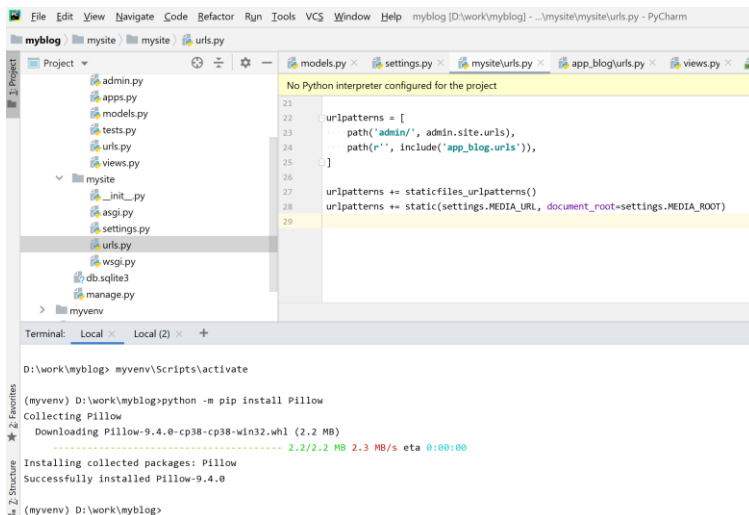 File Edit View Navigate Code Refactor Run Tools VCS Window Help myblog [D:\work\myblog] - ...\mysite\mysite\urls.py - PyCharm
myblog mysite mysite urls.py
1: Project
Project
models.py settings.py mysite\urls.py app_blog\urls.py views.py
No Python interpreter configured for the project
admin.py
apps.py
models.py
tests.py
urls.py
views.py
mysite
__init__.py
asgi.py
settings.py
urls.py
wsgi.py
db.sqlite3
manage.py
myvenv
21
22 urlpatterns = [
23 path('admin/', admin.site.urls),
24 path(r'', include('app_blog.urls')),
25 ]
26
27 urlpatterns += staticfiles_urlpatterns()
28 urlpatterns += static(settings.MEDIA_URL, document_root=settings.MEDIA_ROOT)
29
Terminal: Local Local (2) +
D:\work\myblog> myvenv\Scripts\activate
(myvenv) D:\work\myblog>python -m pip install Pillow
Collecting Pillow
Downloading Pillow-9.4.0-cp38-cp38-win32.whl (2.2 MB)
---------------------------------------- 2.2/2.2 MB 2.3 MB/s eta 0:00:00
Installing collected packages: Pillow
Successfully installed Pillow-9.4.0
(myvenv) D:\work\myblog>
2: Favorites
Z: Structure